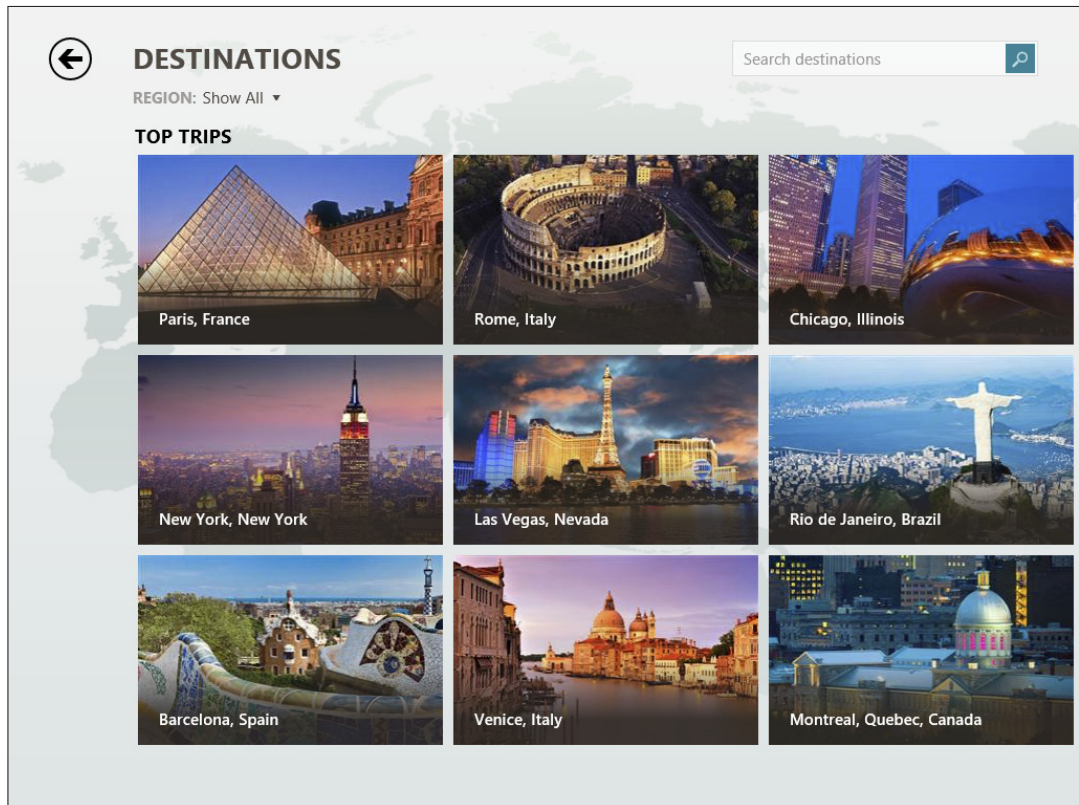 DESTINATIONS
Search destinations
REGION: Show All
TOP TRIPS
Paris, France
Rome, Italy
Chicago, Illinois
New York, New York
Las Vegas, Nevada
Rio de Janeiro, Brazil
Barcelona, Spain
Venice, Italy
Montreal, Quebec, Canada